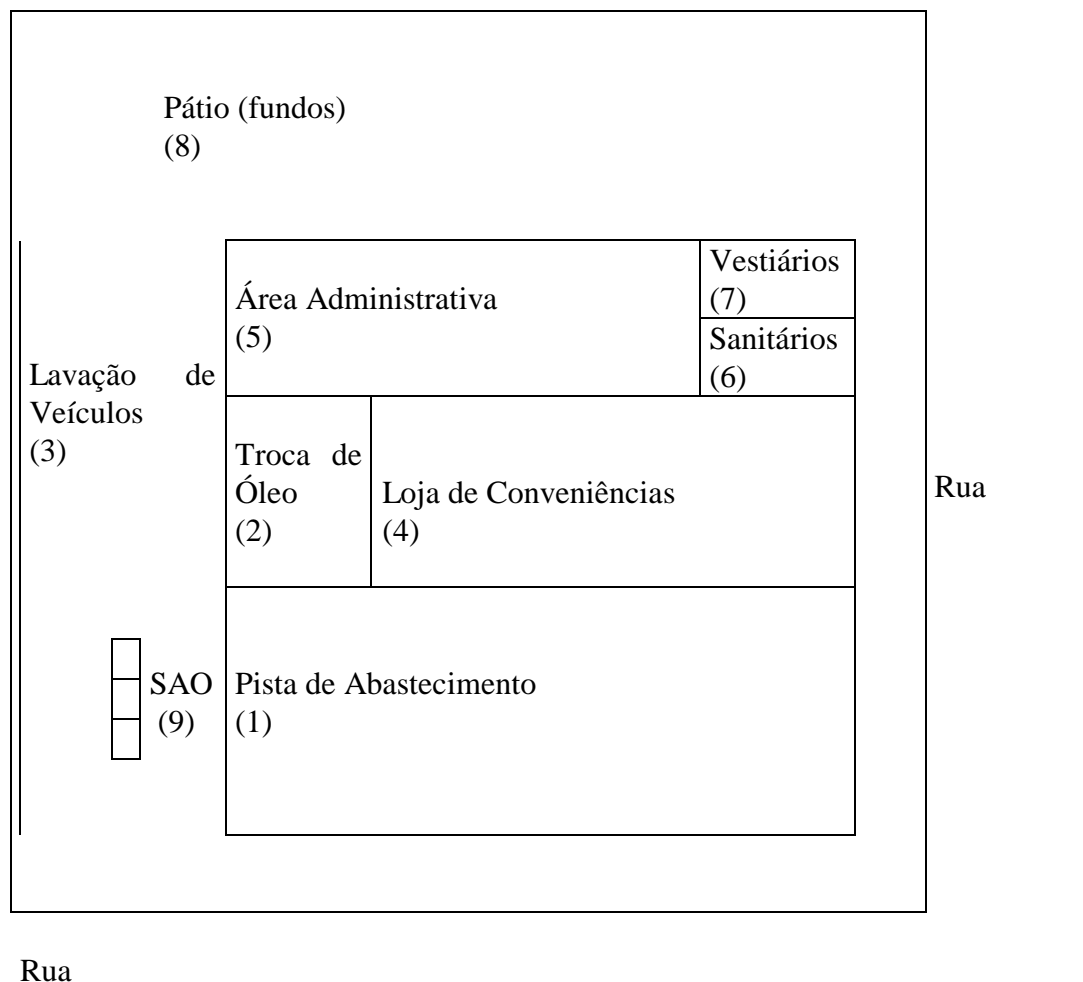 Pátio (fundos)
(8)
Área Administrativa
(5)
Vestiários
(7)
Sanitários
(6)
Lavação de
Veículos
(3)
Troca de
Óleo
(2)
Loja de Conveniências
(4)
Rua
SAO
(9)
Pista de Abastecimento
(1)
Rua